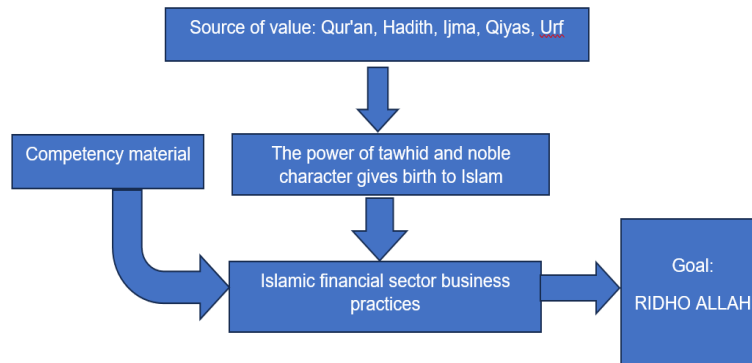 Source of value: Qur'an, Hadith, Ijma, Qiyas, Urf
Competency material
The power of tawhid and noble
character gives birth to Islam
Islamic financial sector business
practices
Goal:
RIDHO ALLAH